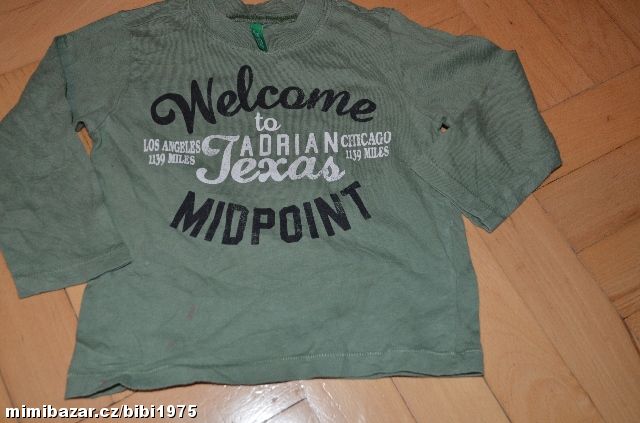 Welcome
to
LOS ANGELES ADRIAN CHICAGO
1139 MILES Texas 1139 MILES
MIDPOINT
mimibazar.cz/bibi1975